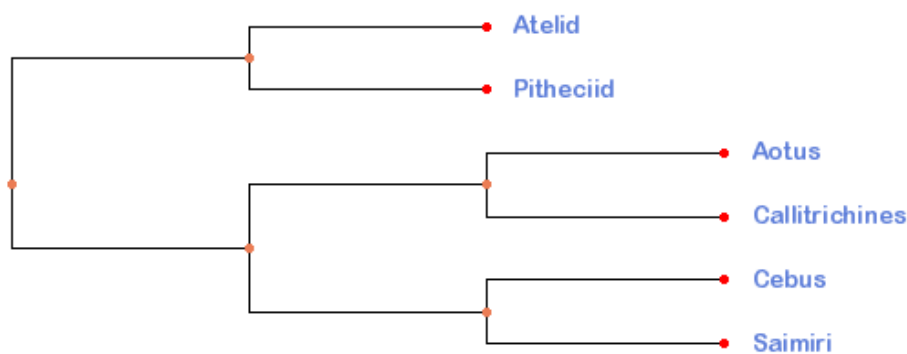 Atelid
Pitheciid
Aotus
Callitrichines
Cebus
Saimiri